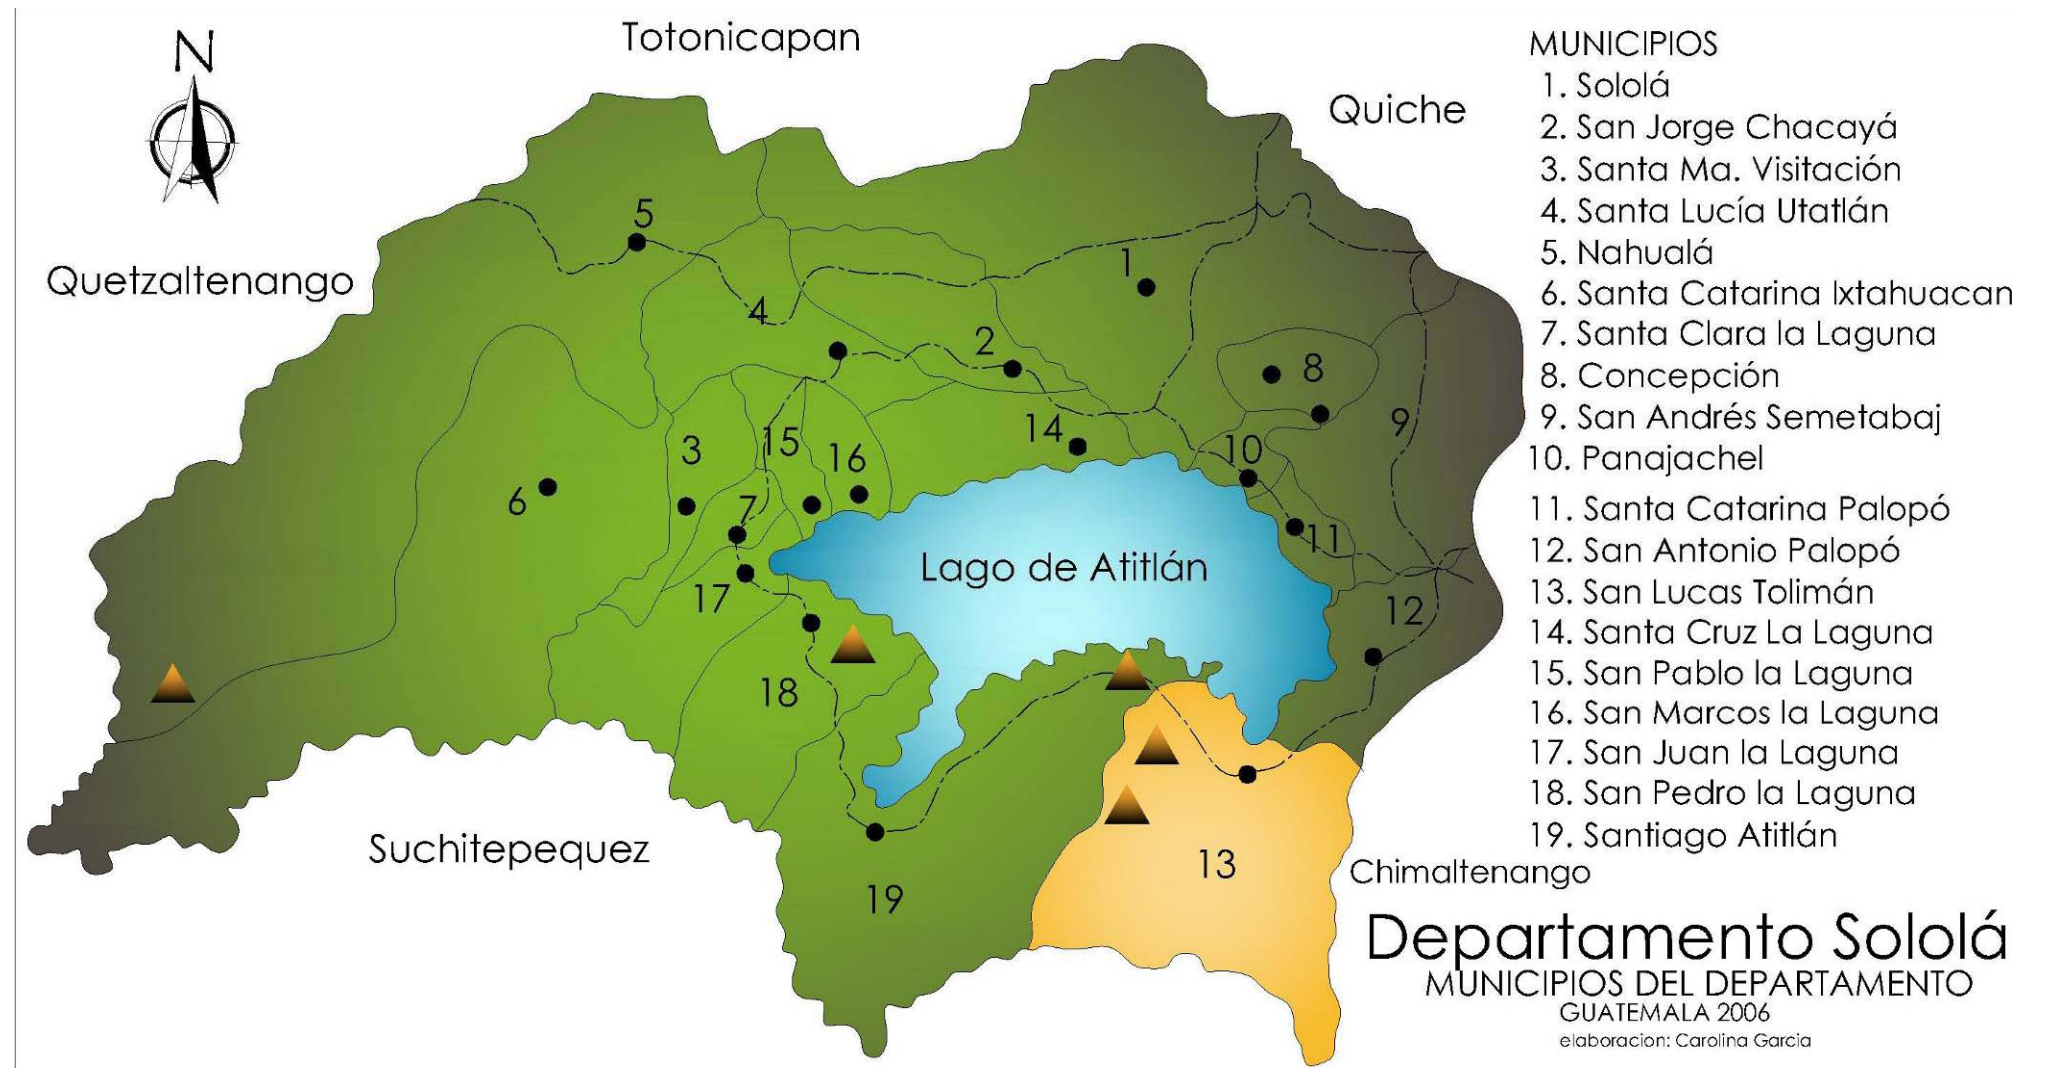 N
Totonicapan
Quiche
Quetzaltenango
Suchitepequez
Chimaltenango
Lago de Atitlán
5
1
4
2
8
14
9
3
15
16
10
6
7
11
17
12
18
13
19
MUNICIPIOS
1. Sololá
2. San Jorge Chacayá
3. Santa Ma. Visitación
4. Santa Lucía Utatlán
5. Nahualá
6. Santa Catarina Ixtahuacan
7. Santa Clara la Laguna
8. Concepción
9. San Andrés Semetabaj
10. Panajachel
11. Santa Catarina Palopó
12. San Antonio Palopó
13. San Lucas Tolimán
14. Santa Cruz La Laguna
15. San Pablo la Laguna
16. San Marcos la Laguna
17. San Juan la Laguna
18. San Pedro la Laguna
19. Santiago Atitlán
Departamento Sololá
MUNICIPIOS DEL DEPARTAMENTO
GUATEMALA 2006
elaboracion: Carolina Garcia